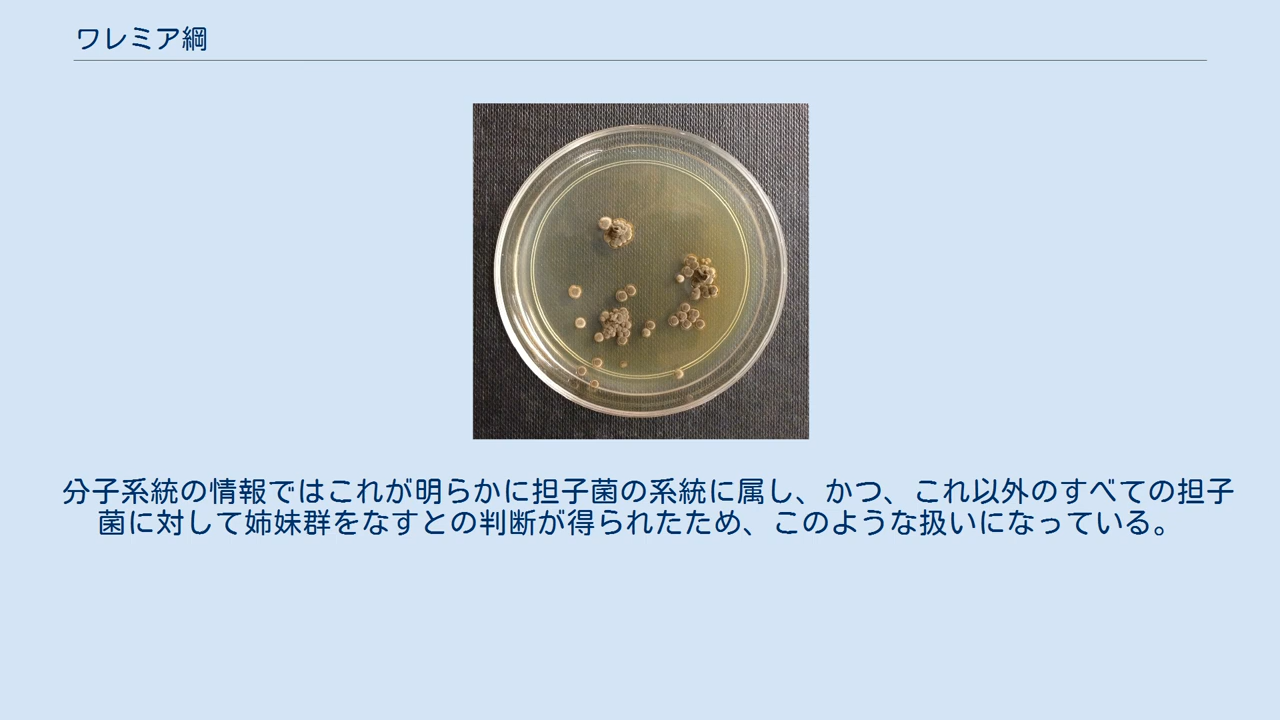 ワレミア綱
分子系統の情報ではこれが明らかに担子菌の系統に属し、かつ、これ以外のすべての担子
菌に対して姉妹群をなすとの判断が得られたため、このような扱いになっている。